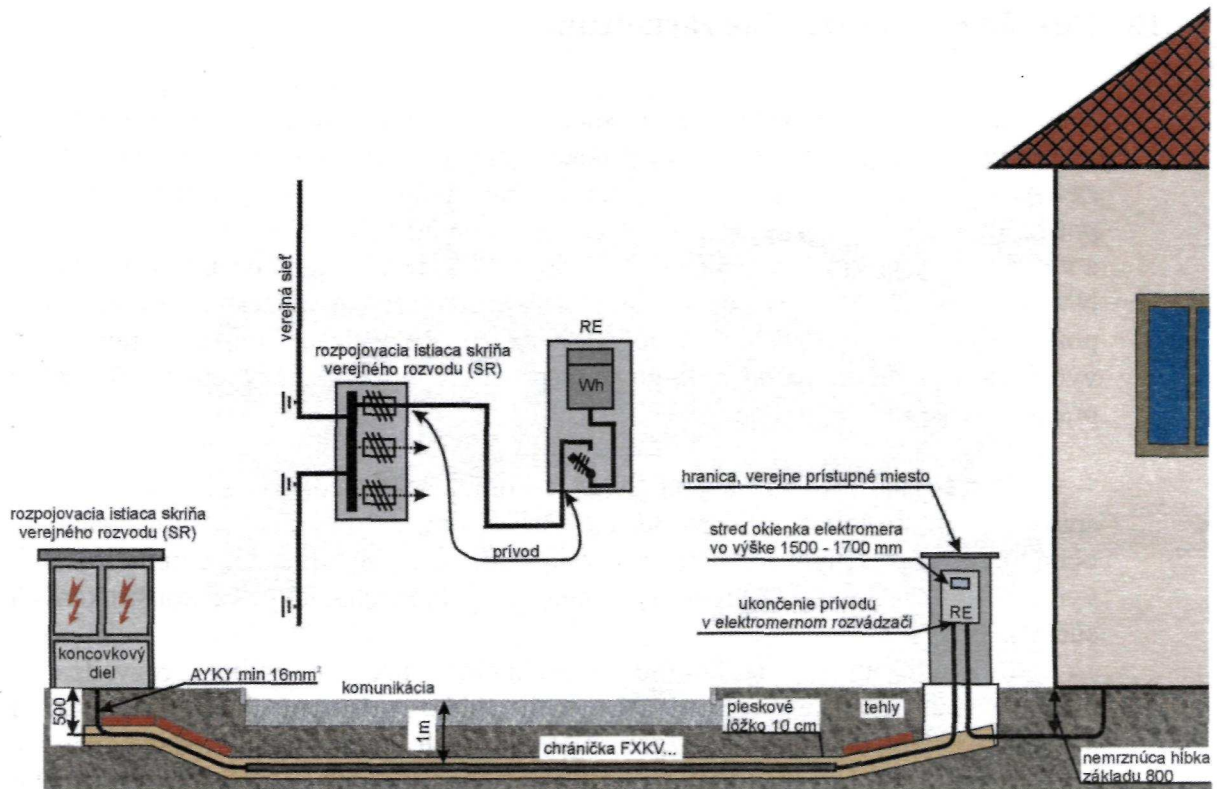 verejná sieť
RE
rozpojovacia istiaca skriňa
verejného rozvodu (SR)
Wh
hranica, verejne prístupné miesto
rozpojovacia istiaca skriňa
verejného rozvodu (SR)
prívod
stred okienka elektromera
vo výške 1500 - 1700 mm
ukončenie prívodu
v elektromernom rozvádzači
RE
koncovkový
diel
AYKY min 16mm²
komunikácia
500
1m
pieskové
lôžko 10 cm
tehly
chránička FXKV...
nemrznúca hĺbka
základu 800